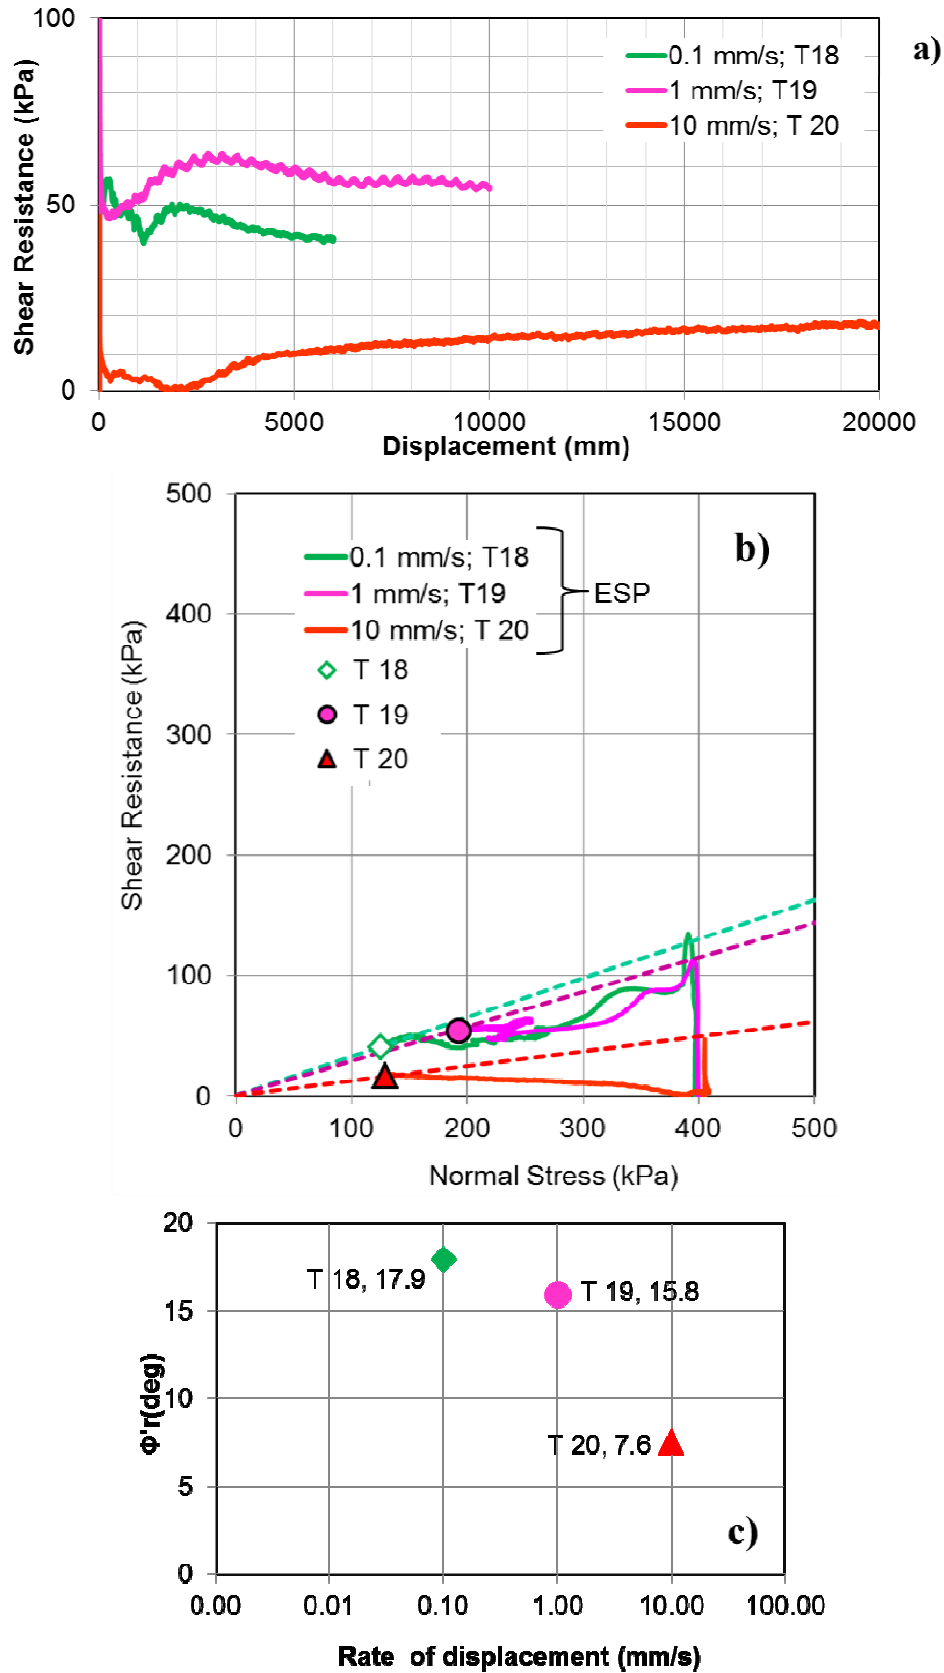 a)
100
50
0
Shear Resistance (kPa)
0.1 mm/s; T18
1 mm/s; T19
10 mm/s; T 20
0 5000 10000 15000 20000
Displacement (mm)
b)
500
400
300
200
100
0
Shear Resistance (kPa)
0.1 mm/s; T18
1 mm/s; T19
10 mm/s; T 20
ESP
T 18
T 19
T 20
0 100 200 300 400 500
Normal Stress (kPa)
20
15
10
5
0
Φ'r(deg)
T 18, 17.9
T 19, 15.8
T 20, 7.6
c)
0.00 0.01 0.10 1.00 10.00 100.00
Rate of displacement (mm/s)